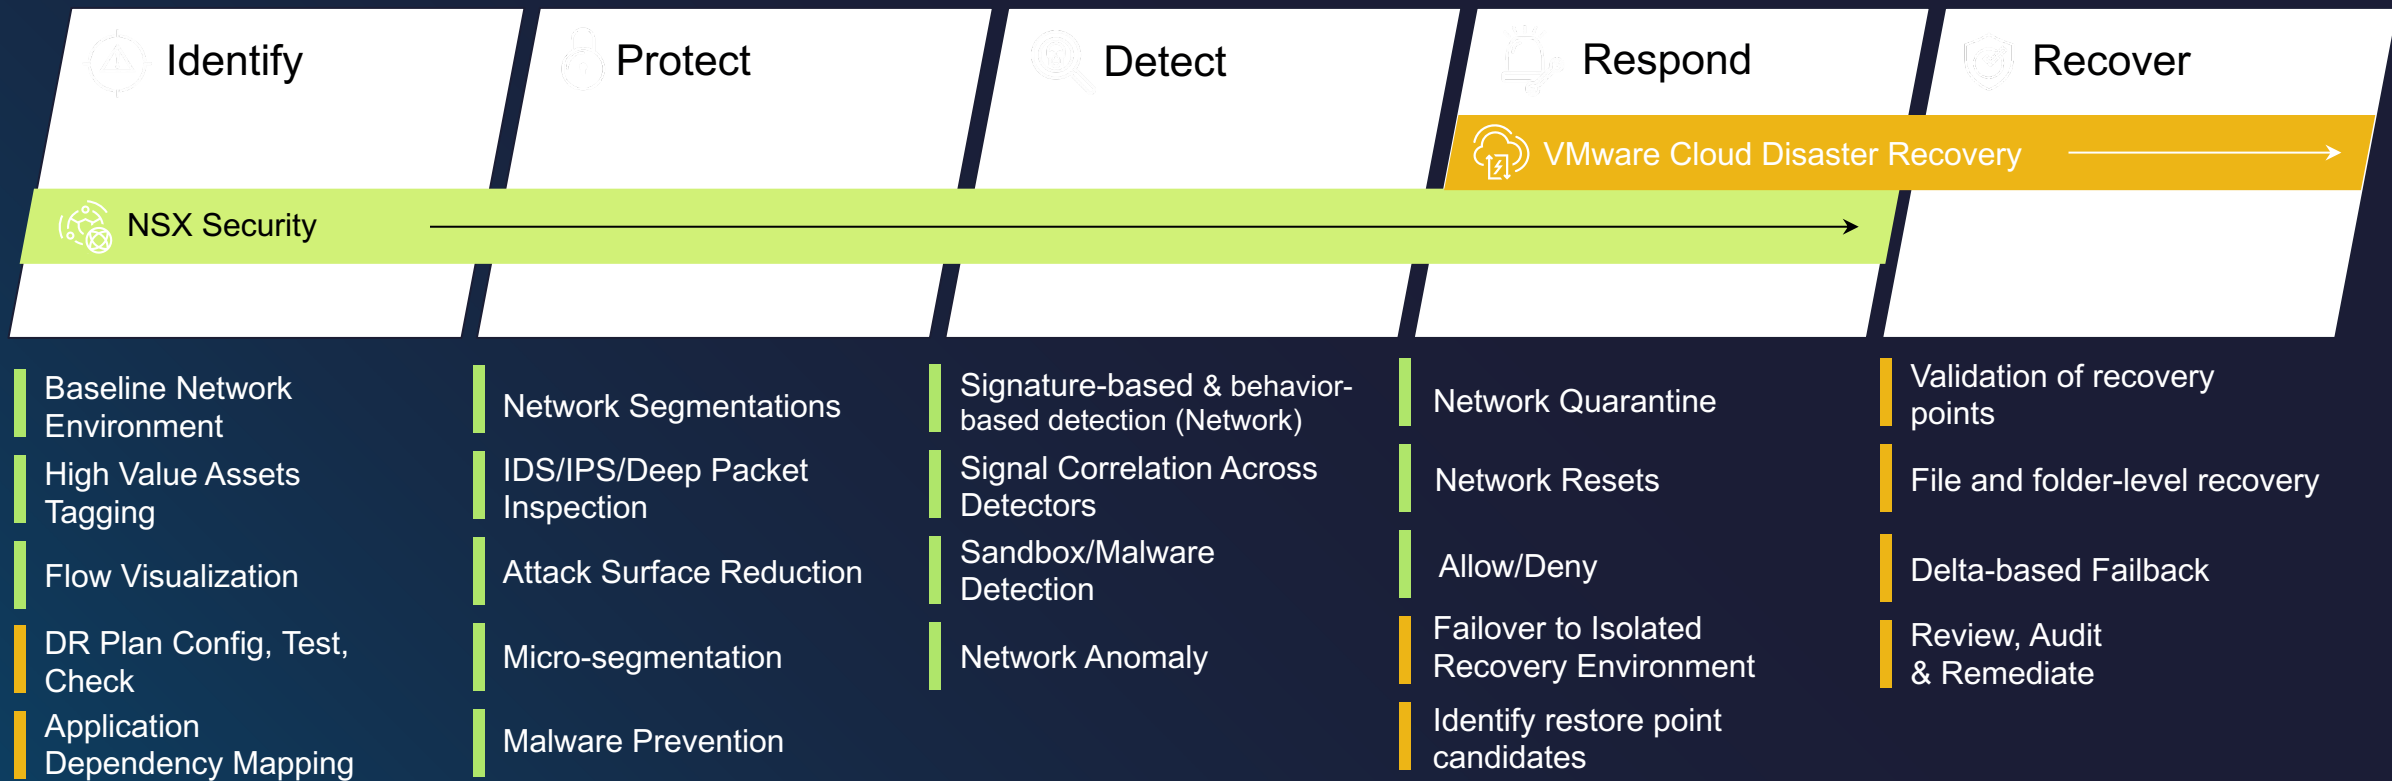 Identify
Protect
Detect
Respond
Recover
VMware Cloud Disaster Recovery
NSX Security
Baseline Network
Environment
High Value Assets
Tagging
Flow Visualization
DR Plan Config, Test,
Check
Application
Dependency Mapping
Network Segmentations
IDS/IPS/Deep Packet
Inspection
Attack Surface Reduction
Micro-segmentation
Malware Prevention
Signature-based & behavior-
based detection (Network)
Signal Correlation Across
Detectors
Sandbox/Malware
Detection
Network Anomaly
Network Quarantine
Network Resets
Allow/Deny
Failover to Isolated
Recovery Environment
Identify restore point
candidates
Validation of recovery
points
File and folder-level recovery
Delta-based Failback
Review, Audit
& Remediate